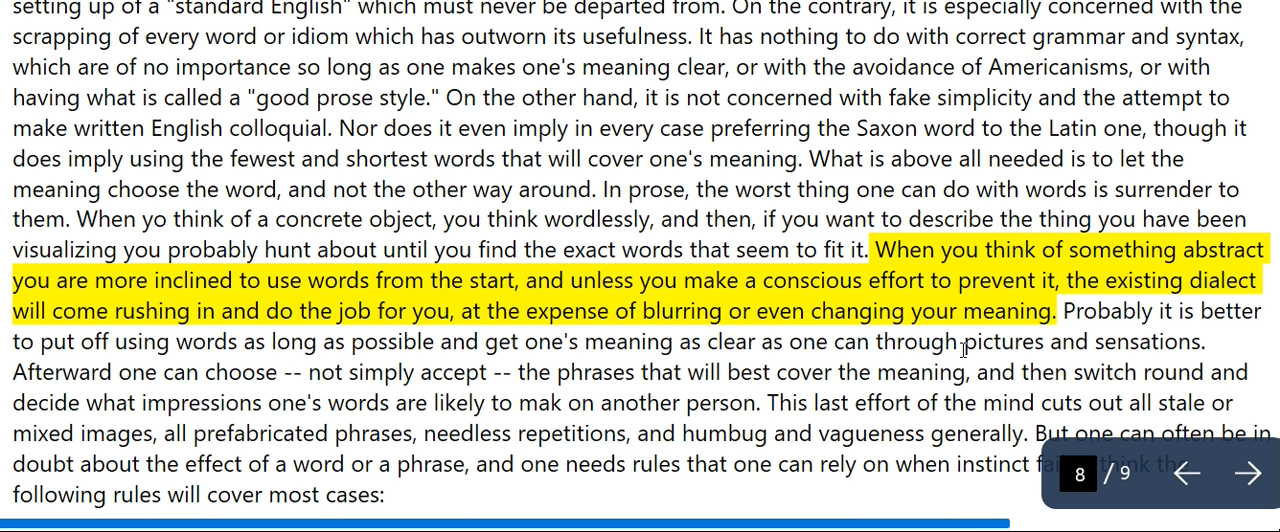 setting up of a "standard English" which must never be departed from. On the contrary, it is especially concerned with the
scrapping of every word or idiom which has outworn its usefulness. It has nothing to do with correct grammar and syntax,
which are of no importance so long as one makes one's meaning clear, or with the avoidance of Americanisms, or with
having what is called a "good prose style." On the other hand, it is not concerned with fake simplicity and the attempt to
make written English colloquial. Nor does it even imply in every case preferring the Saxon word to the Latin one, though it
does imply using the fewest and shortest words that will cover one's meaning. What is above all needed is to let the
meaning choose the word, and not the other way around. In prose, the worst thing one can do with words is surrender to
them. When yo think of a concrete object, you think wordlessly, and then, if you want to describe the thing you have been
visualizing you probably hunt about until you find the exact words that seem to fit it. When you think of something abstract
you are more inclined to use words from the start, and unless you make a conscious effort to prevent it, the existing dialect
will come rushing in and do the job for you, at the expense of blurring or even changing your meaning. Probably it is better
to put off using words as long as possible and get one's meaning as clear as one can through pictures and sensations.
Afterward one can choose -- not simply accept -- the phrases that will best cover the meaning, and then switch round and
decide what impressions one's words are likely to mak on another person. This last effort of the mind cuts out all stale or
mixed images, all prefabricated phrases, needless repetitions, and humbug and vagueness generally. But one can often be in
doubt about the effect of a word or a phrase, and one needs rules that one can rely on when instinct think the
following rules will cover most cases:
8 / 9